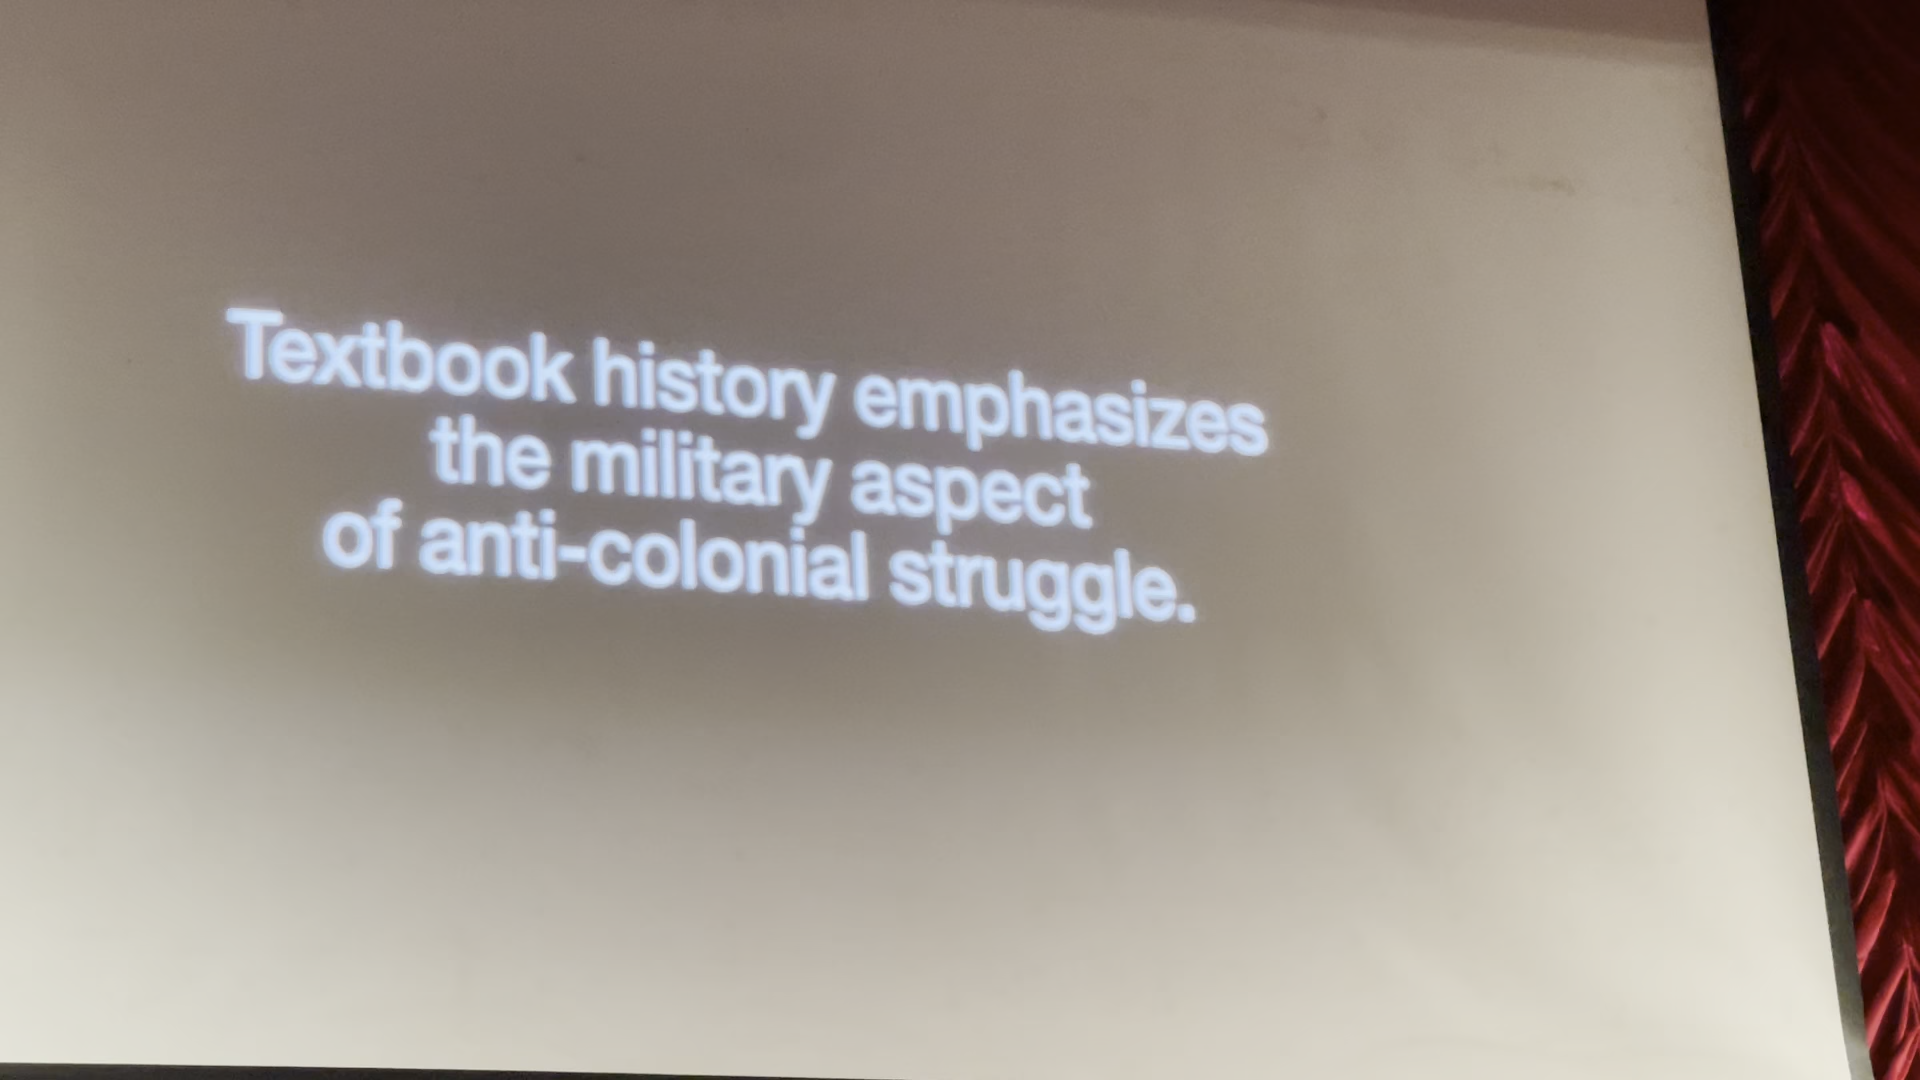 Textbook history emphasizes
the military aspect
of anti-colonial struggle.